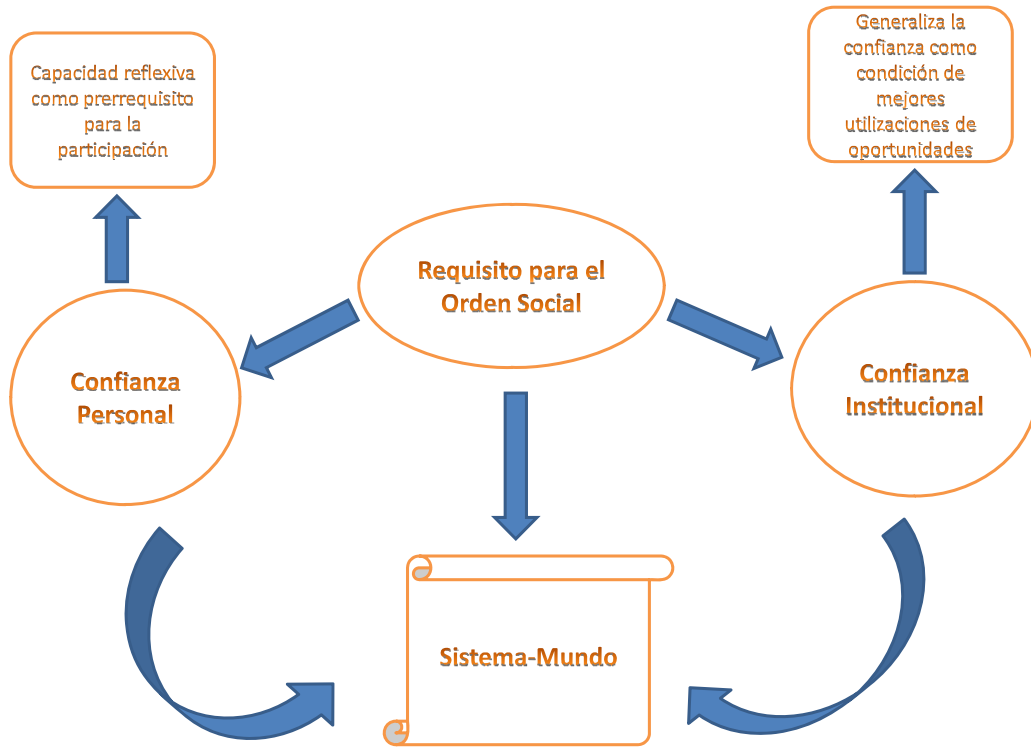 Capacidad reflexiva
como prerrequisito
para la
participación
Generaliza la
confianza como
condición de
mejores
utilizaciones de
oportunidades
Requisito para el
Orden Social
Confianza
Personal
Confianza
Institucional
Sistema-Mundo